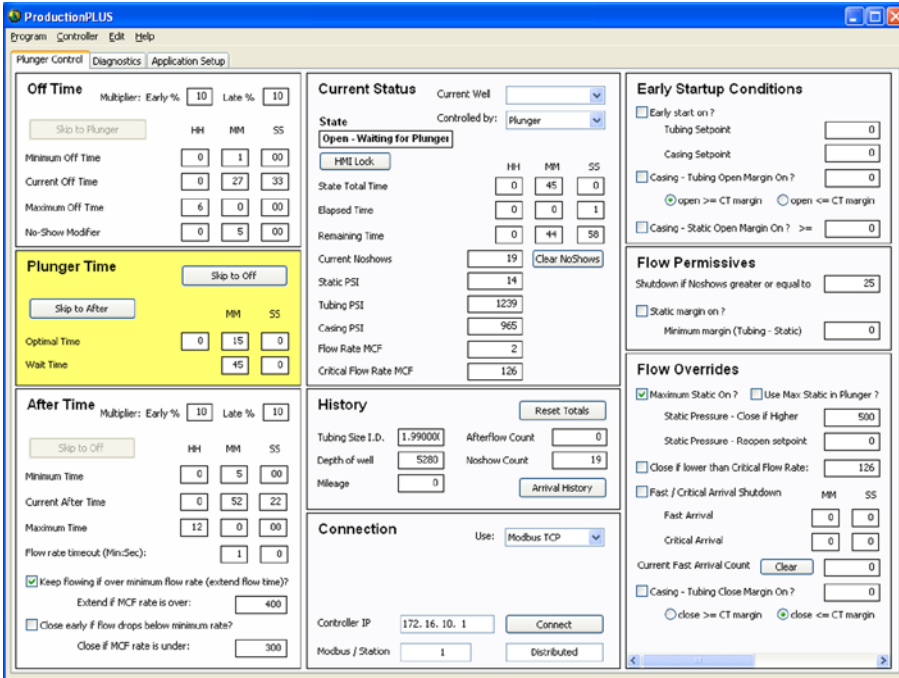 ProductionPLUS
Program Controller Edit Help
Plunger Control Diagnostics Application Setup
Off Time Multiplier: Early % 10 Late % 10
Skip to Plunger HH MM SS
Minimum Off Time 0 1 00
Current Off Time 0 27 33
Maximum Off Time 6 0 00
No-Show Modifier 0 5 00
Plunger Time
Skip to Off
Skip to After MM SS
Optimal Time 0 15 0
Wait Time 45 0
After Time Multiplier: Early % 10 Late % 10
Skip to Off HH MM SS
Minimum Time 0 5 00
Current After Time 0 52 22
Maximum Time 12 0 00
Flow rate timeout (Min:Sec): 1 0
Keep flowing if over minimum flow rate (extend flow time)?
Extend if MCF rate is over: 400
Close early if flow drops below minimum rate?
Close if MCF rate is under: 300
Current Status Current Well
State Controled by: Plunger
Open - Waiting for Plunger
HMI Lock HH MM SS
State Total Time 0 45 0
Elapsed Time 0 0 1
Remaining Time 0 44 58
Current Noshows 19 Clear NoShows
Static PSI 14
Tubing PSI 1239
Casing PSI 965
Flow Rate MCF 2
Critical Flow Rate MCF 126
History Reset Totals
Tubing Size I.D. 1.99000( Afterflow Count 0
Depth of well 5280 Noshow Count 19
Mileage 0 Arrival History
Connection Use: Modbus TCP
Controller IP 172. 16. 10. 1 Connect
Modbus / Station 1 Distributed
Early Startup Conditions
Early start on ?
Tubing Setpoint 0
Casing Setpoint 0
Casing - Tubing Open Margin On ? 0
open >= CT margin open <= CT margin
Casing - Static Open Margin On ? >= 0
Flow Permissives
Shutdown if Noshows greater or equal to 25
Static margin on ?
Minimum margin (Tubing - Static) 0
Flow Overrides
Maximum Static On ? Use Max Static in Plunger ?
Static Pressure - Close if Higher 500
Static Pressure - Reopen setpoint 0
Close if lower than Critical Flow Rate: 126
Fast / Critical Arrival Shutdown MM SS
Fast Arrival 0 0
Critical Arrival 0 0
Current Fast Arrival Count Clear 0
Casing - Tubing Close Margin On ? 0
close >= CT margin close <= CT margin